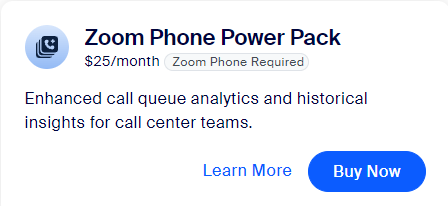 Zoom Phone Power Pack
$25/month Zoom Phone Required
Enhanced call queue analytics and historical
insights for call center teams.
Learn More Buy Now